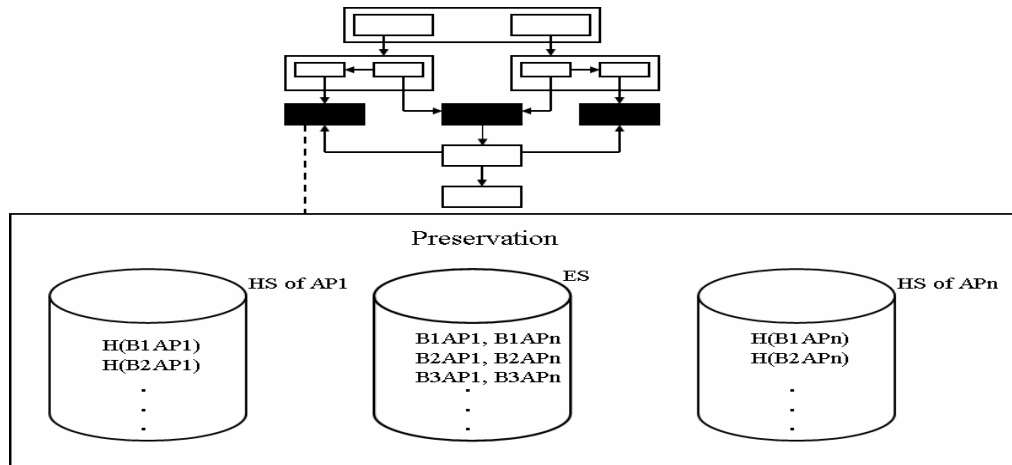 Preservation
HS of AP1
ES
HS of APn
H(B1AP1)
H(B2AP1)
.
.
.
B1AP1, B1APn
B2AP1, B2APn
B3AP1, B3APn
.
.
.
H(B1APn)
H(B2APn)
.
.
.